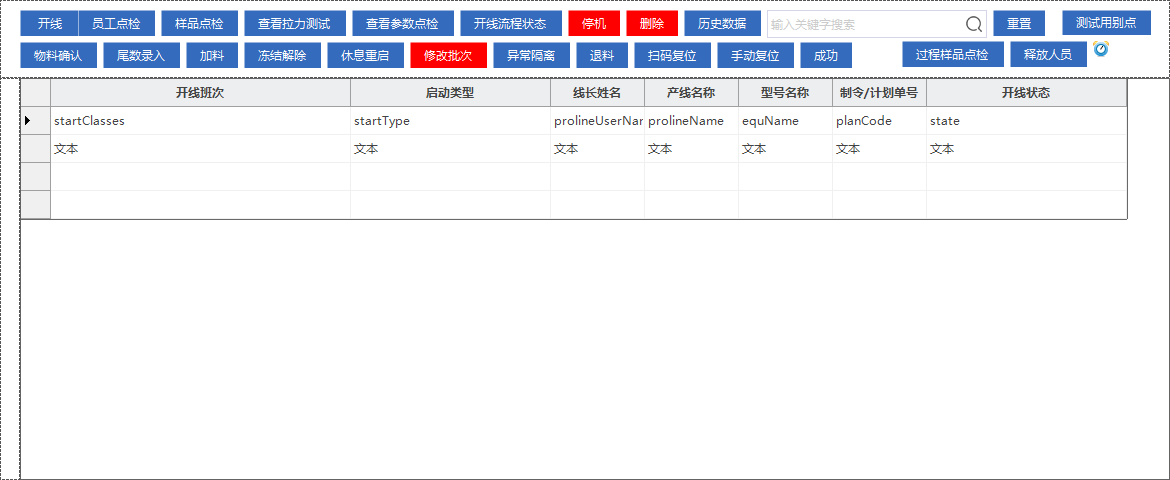 开线 员工点检 样品点检 查看拉力测试 查看参数点检 开线流程状态 停机 删除 历史数据 输入关键字搜索 重置 测试用别点
物料确认 尾数录入 加料 冻结解除 休息重启 修改批次 异常隔离 退料 扫码复位 手动复位 成功 过程样品点检 释放人员
开线班次 启动类型 线长姓名 产线名称 型号名称 制令/计划单号 开线状态
startClasses startType prolineUserNar prolineName equName planCode state
文本 文本 文本 文本 文本 文本 文本